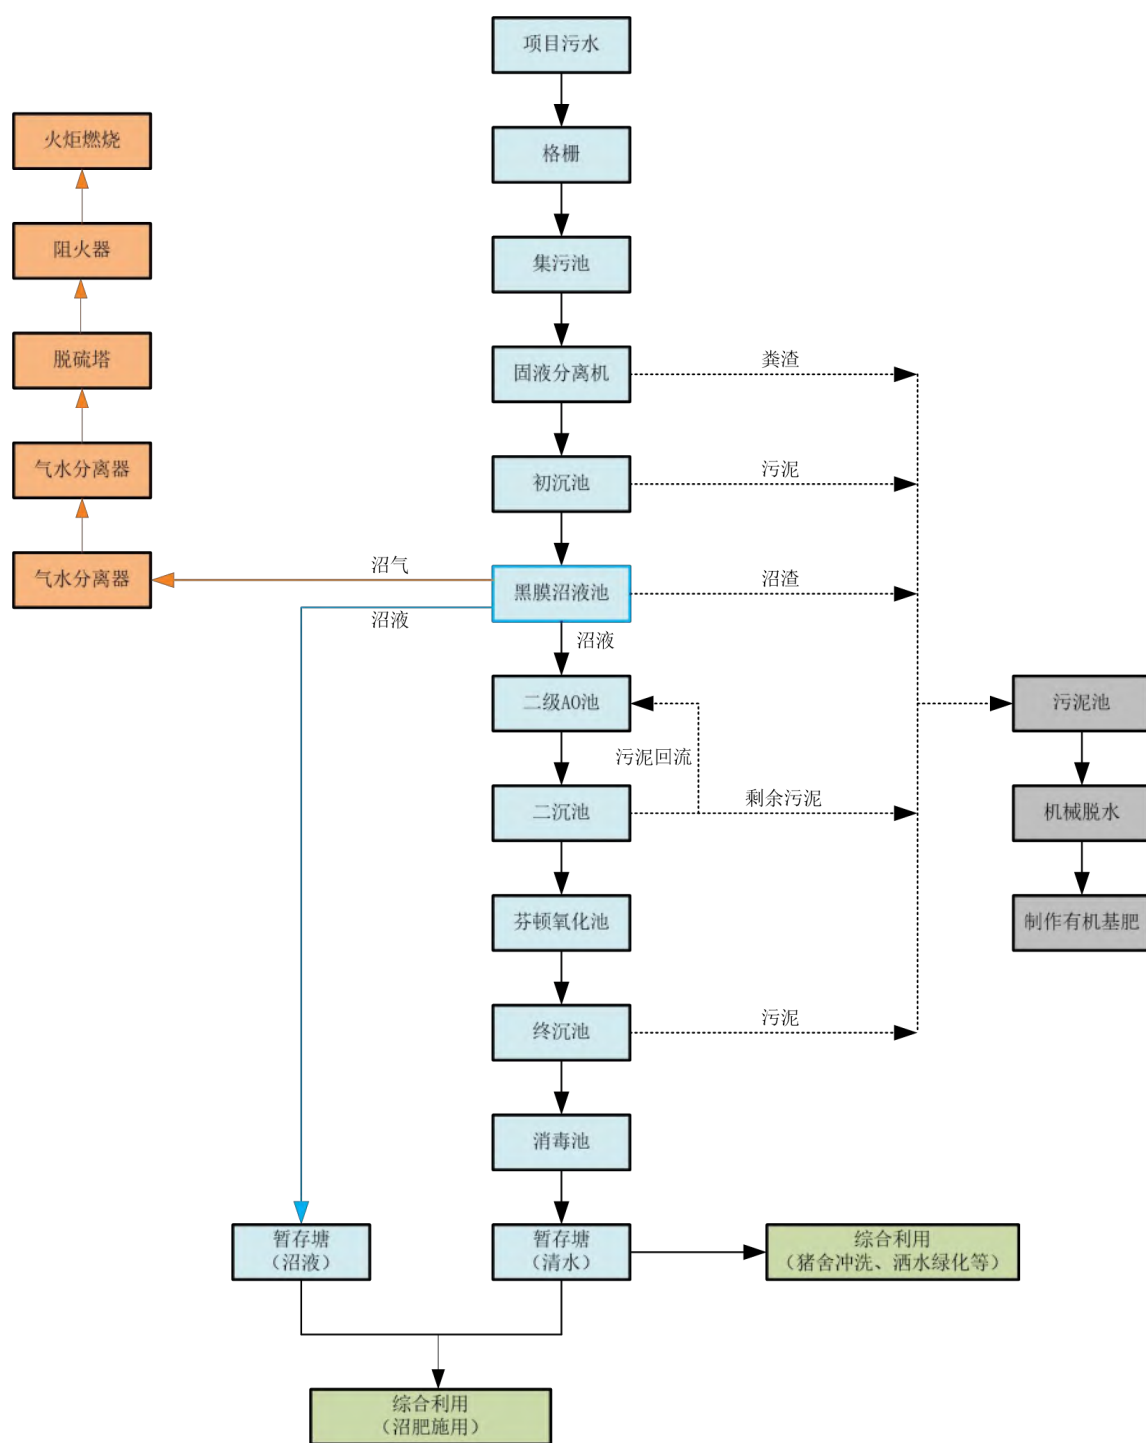 项目污水
火炬燃烧
格栅
阻火器
集污池
脱硫塔
固液分离机
粪渣
气水分离器
初沉池
污泥
气水分离器
沼气
黑膜沼液池
沼渣
沼液
沼液
二级AO池
污泥池
污泥回流
二沉池
剩余污泥
机械脱水
芬顿氧化池
制作有机基肥
终沉池
污泥
消毒池
暂存塘
（沼液）
暂存塘
（清水）
综合利用
（猪舍冲洗、洒水绿化等）
综合利用
（沼肥施用）